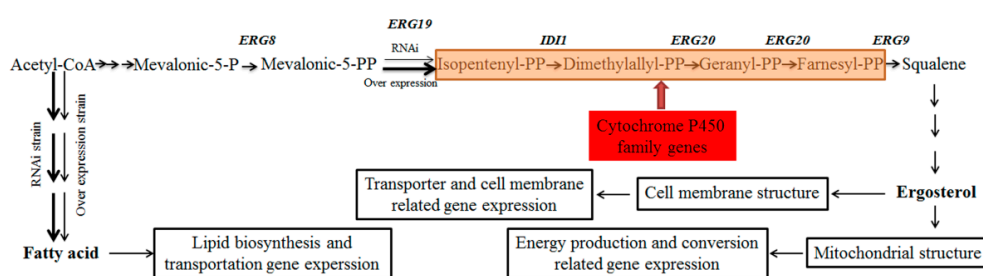 ERG19
ERG8
IDI1
ERG20
ERG20
ERG9
RNAi
Acetyl-CoA
Mevalonic-5-P
Mevalonic-5-PP
Isopentenyl-PP
Dimethylallyl-PP
Geranyl-PP
Farnesyl-PP
Squalene
Over expression
RNAi strain
Over expression strain
Cytochrome P450
family genes
Transporter and cell membrane
related gene expression
Cell membrane structure
Ergosterol
Fatty acid
Lipid biosynthesis and
transportation gene experssion
Energy production and conversion
related gene expression
Mitochondrial structure